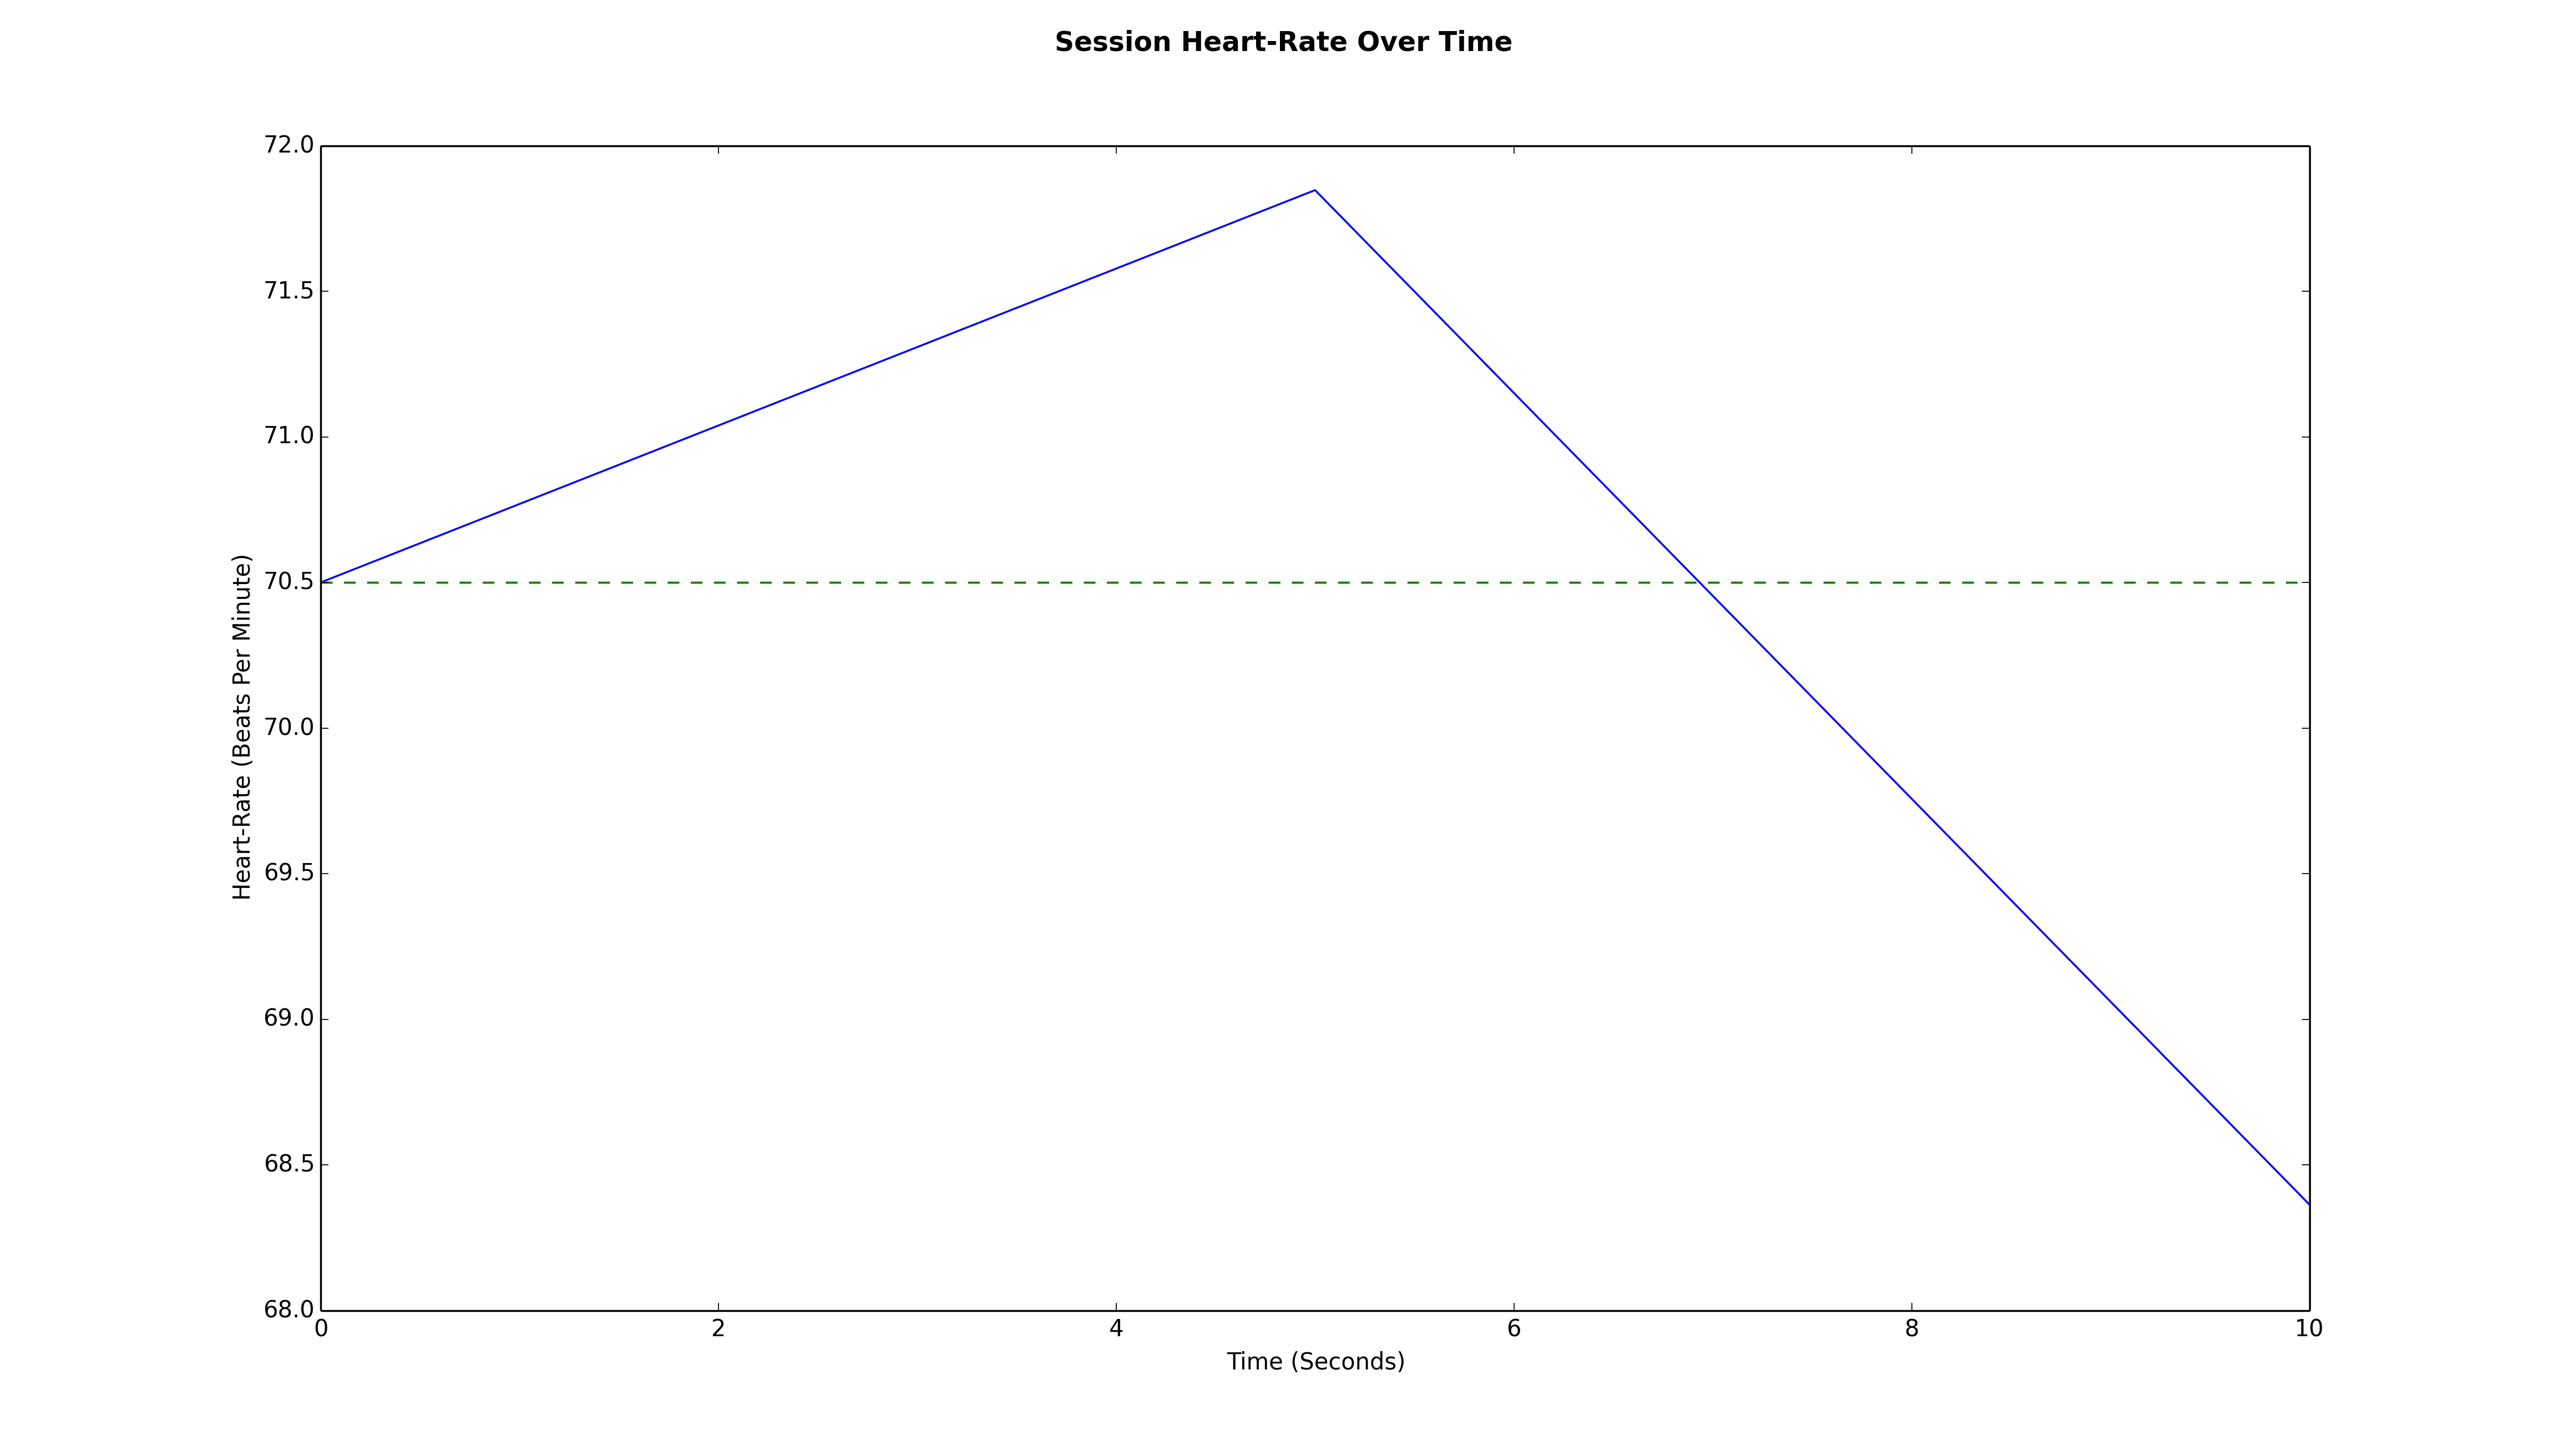 Session Heart-Rate Over Time
72.0
71.5
71.0
70.5
70.0
69.5
69.0
68.5
68.0
Heart-Rate (Beats Per Minute)
0 2 4 6 8 10
Time (Seconds)